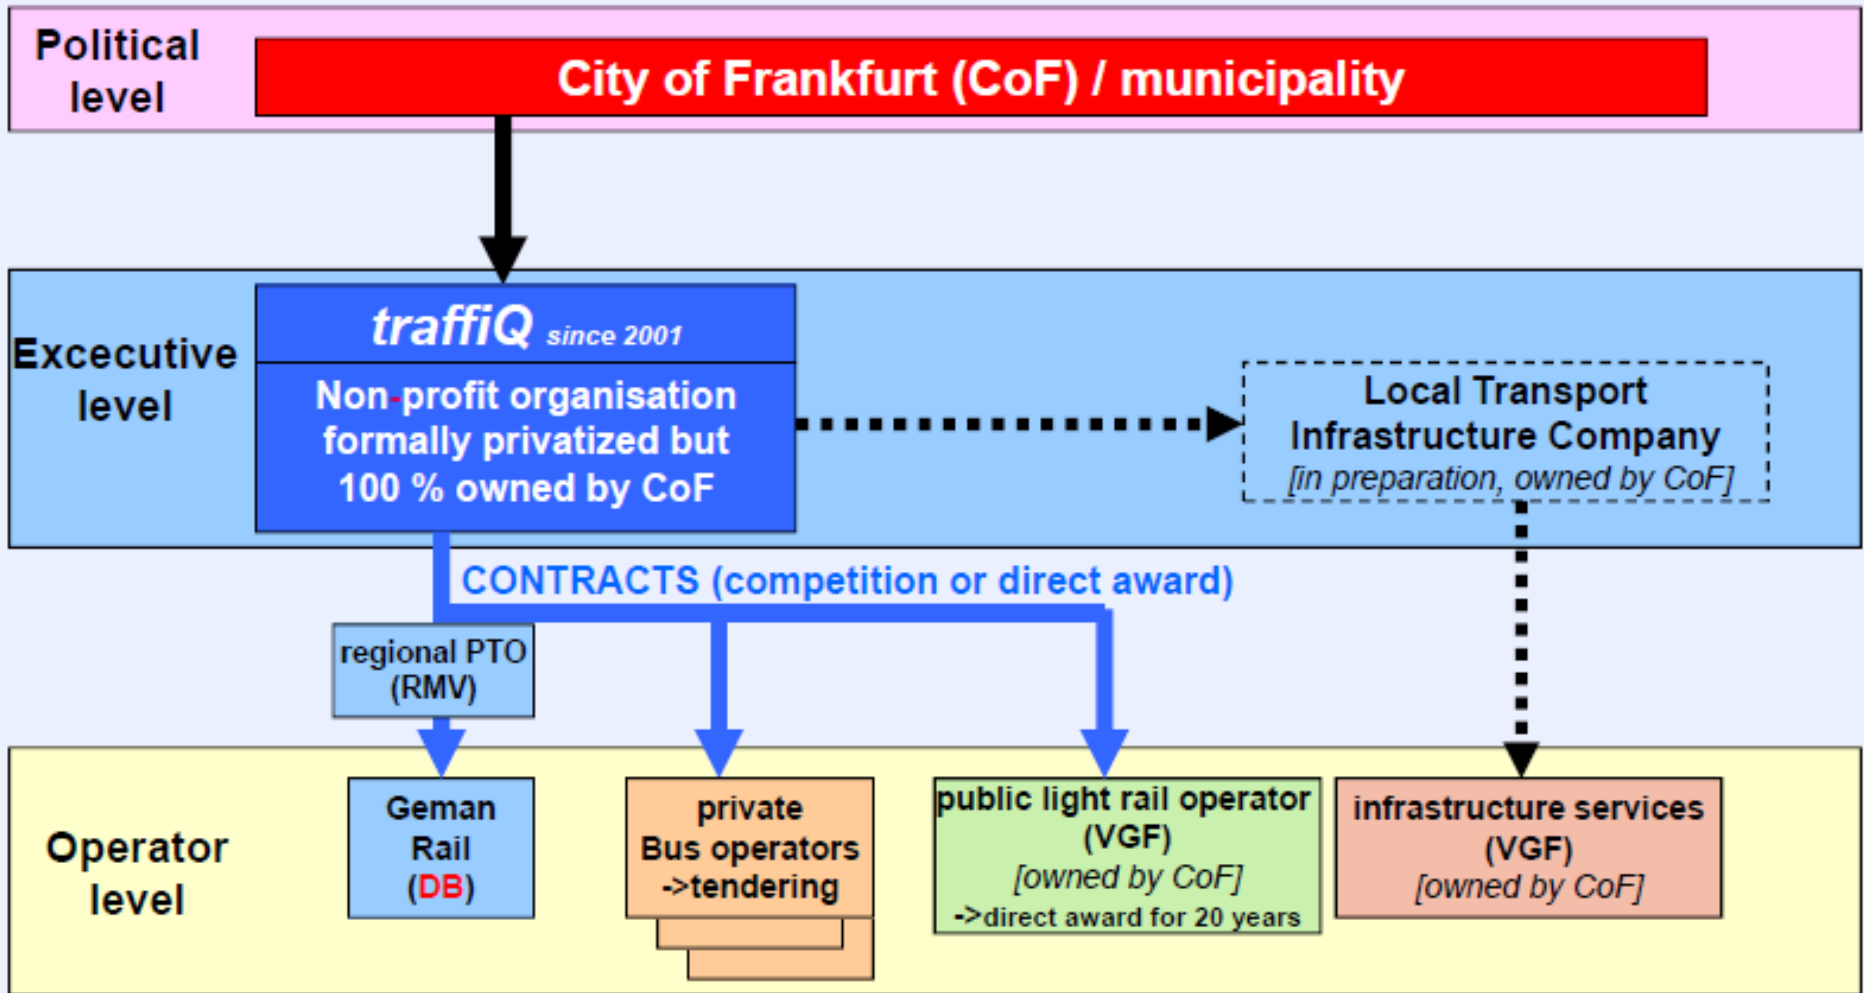 Political
level
City of Frankfurt (CoF) / municipality
Excecutive
level
traffiQ since 2001
Non-profit organisation
formally privatized but
100 % owned by CoF
Local Transport
Infrastructure Company
[in preparation, owned by CoF]
CONTRACTS (competition or direct award)
regional PTO
(RMV)
Operator
level
Geman
Rail
(DB)
private
Bus operators
->tendering
public light rail operator
(VGF)
[owned by CoF]
->direct award for 20 years
infrastructure services
(VGF)
[owned by CoF]